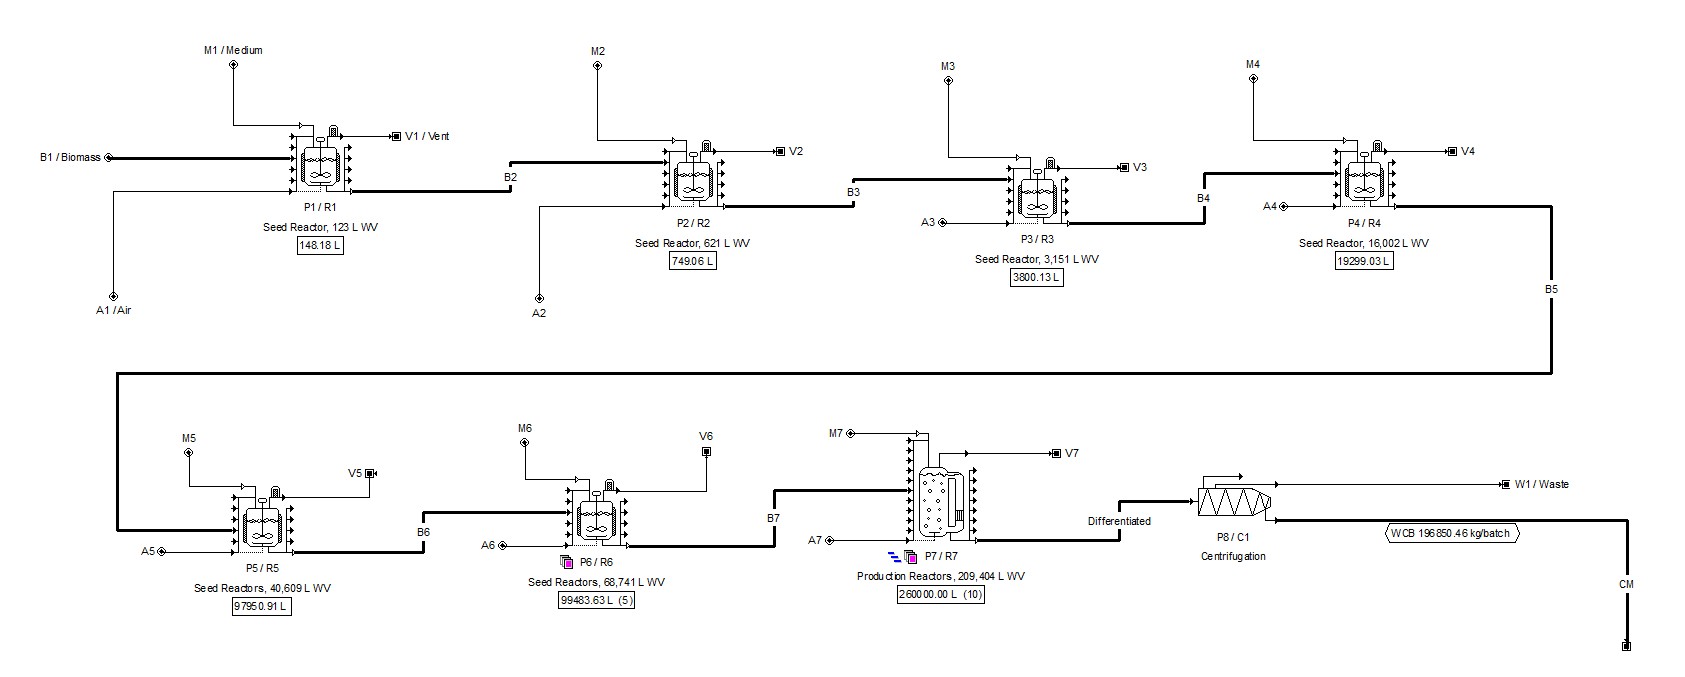 M1 / Medium
M2
M3
M4
B1 / Biomass
V1 / Vent
V2
V3
V4
B2
B3
B4
A3
A4
P1 / R1
Seed Reactor, 123 L WV
148.18 L
P2 / R2
Seed Reactor, 621 L WV
749.06 L
P3 / R3
Seed Reactor, 3,151 L WV
3800.13 L
P4 / R4
Seed Reactor, 16,002 L WV
19299.03 L
A1 / Air
A2
B5
M5
M6
M7
V5
V6
V7
A5
B6
A6
B7
A7
Differentiated
W1 / Waste
P5 / R5
Seed Reactors, 40,609 L WV
97950.91 L
P6 / R6
Seed Reactors, 68,741 L WV
99483.63 L (5)
P7 / R7
Production Reactors, 209,404 L WV
260000.00 L (10)
P8 / C1
Centrifugation
WCB 196850.46 kg/batch
CM